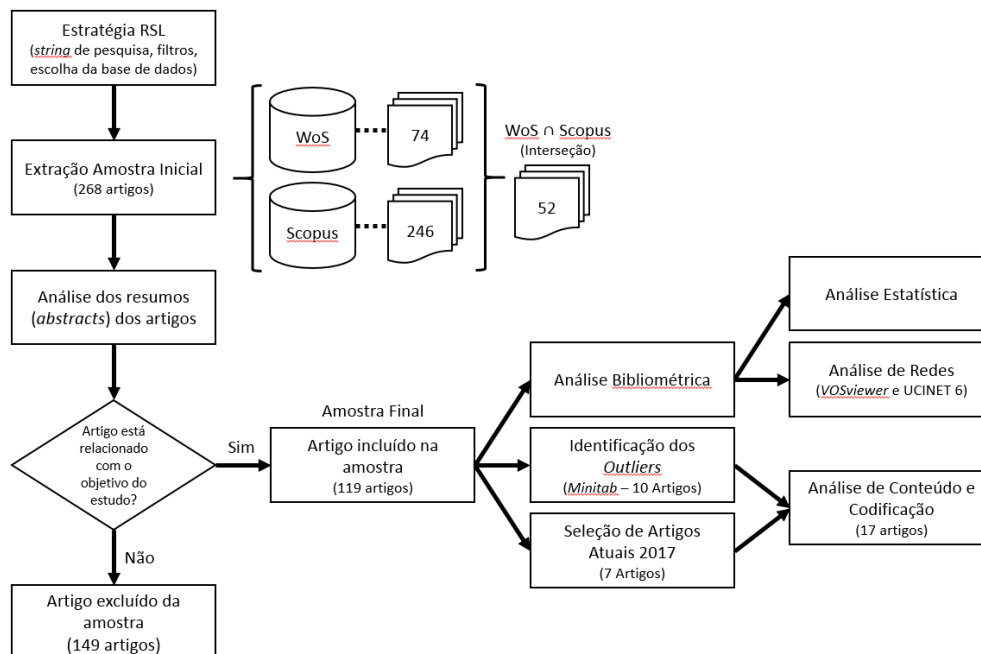 Estratégia RSL
(string de pesquisa, filtros,
escolha da base de dados)
Extração Amostra Inicial
(268 artigos)
WoS
74
Scopus
246
WoS ∩ Scopus
(Interseção)
52
Análise dos resumos
(abstracts) dos artigos
Artigo está
relacionado
com o
objetivo do
estudo?
Sim
Não
Artigo excluído da
amostra
(149 artigos)
Amostra Final
Artigo incluído na
amostra
(119 artigos)
Análise Bibliométrica
Identificação dos
Outliers
(Minitab – 10 Artigos)
Seleção de Artigos
Atuais 2017
(7 Artigos)
Análise Estatística
Análise de Redes
(VOSviewer e UCINET 6)
Análise de Conteúdo e
Codificação
(17 artigos)